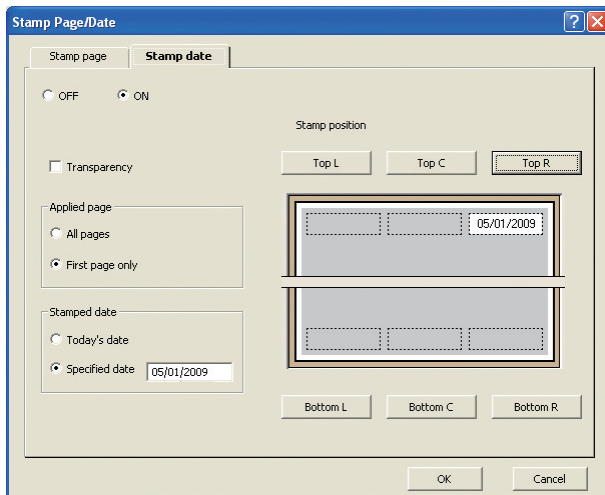 Stamp Page/Date
Stamp page Stamp date
OFF ON
Stamp position
Transparency
Top L Top C Top R
Applied page
All pages
First page only
05/01/2009
Stamped date
Today's date
Specified date 05/01/2009
Bottom L Bottom C Bottom R
OK Cancel